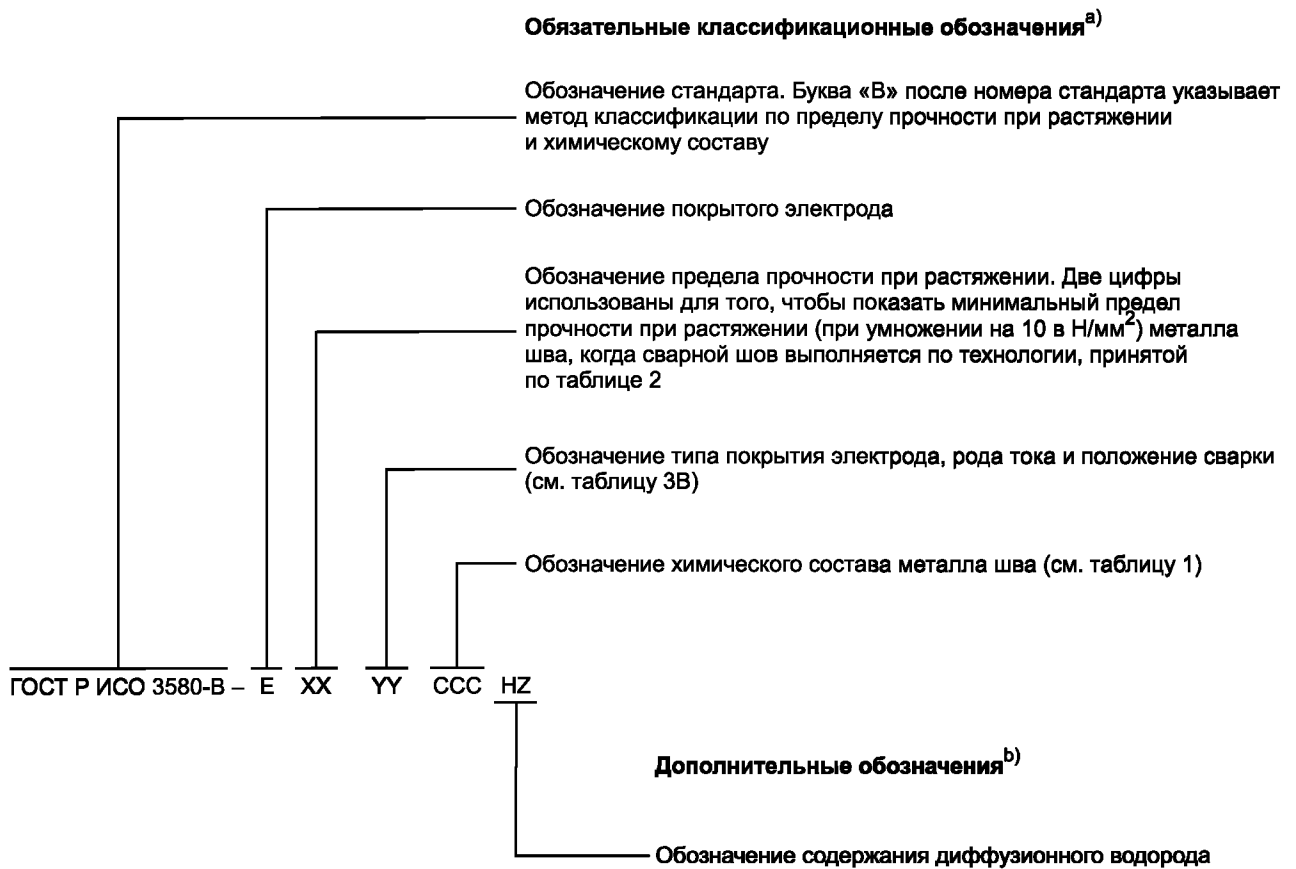 Обязательные классификационные обозначения a)
Обозначение стандарта. Буква «В» после номера стандарта указывает
метод классификации по пределу прочности при растяжении
и химическому составу
Обозначение покрытого электрода
Обозначение предела прочности при растяжении. Две цифры
использованы для того, чтобы показать минимальный предел
прочности при растяжении (при умножении на 10 в Н/мм²) металла
шва, когда сварной шов выполняется по технологии, принятой
по таблице 2
Обозначение типа покрытия электрода, рода тока и положение сварки
(см. таблицу 3В)
Обозначение химического состава металла шва (см. таблицу 1)
ГОСТ Р ИСО 3580-В – E XX YY CCC HZ
Дополнительные обозначения b)
Обозначение содержания диффузионного водорода